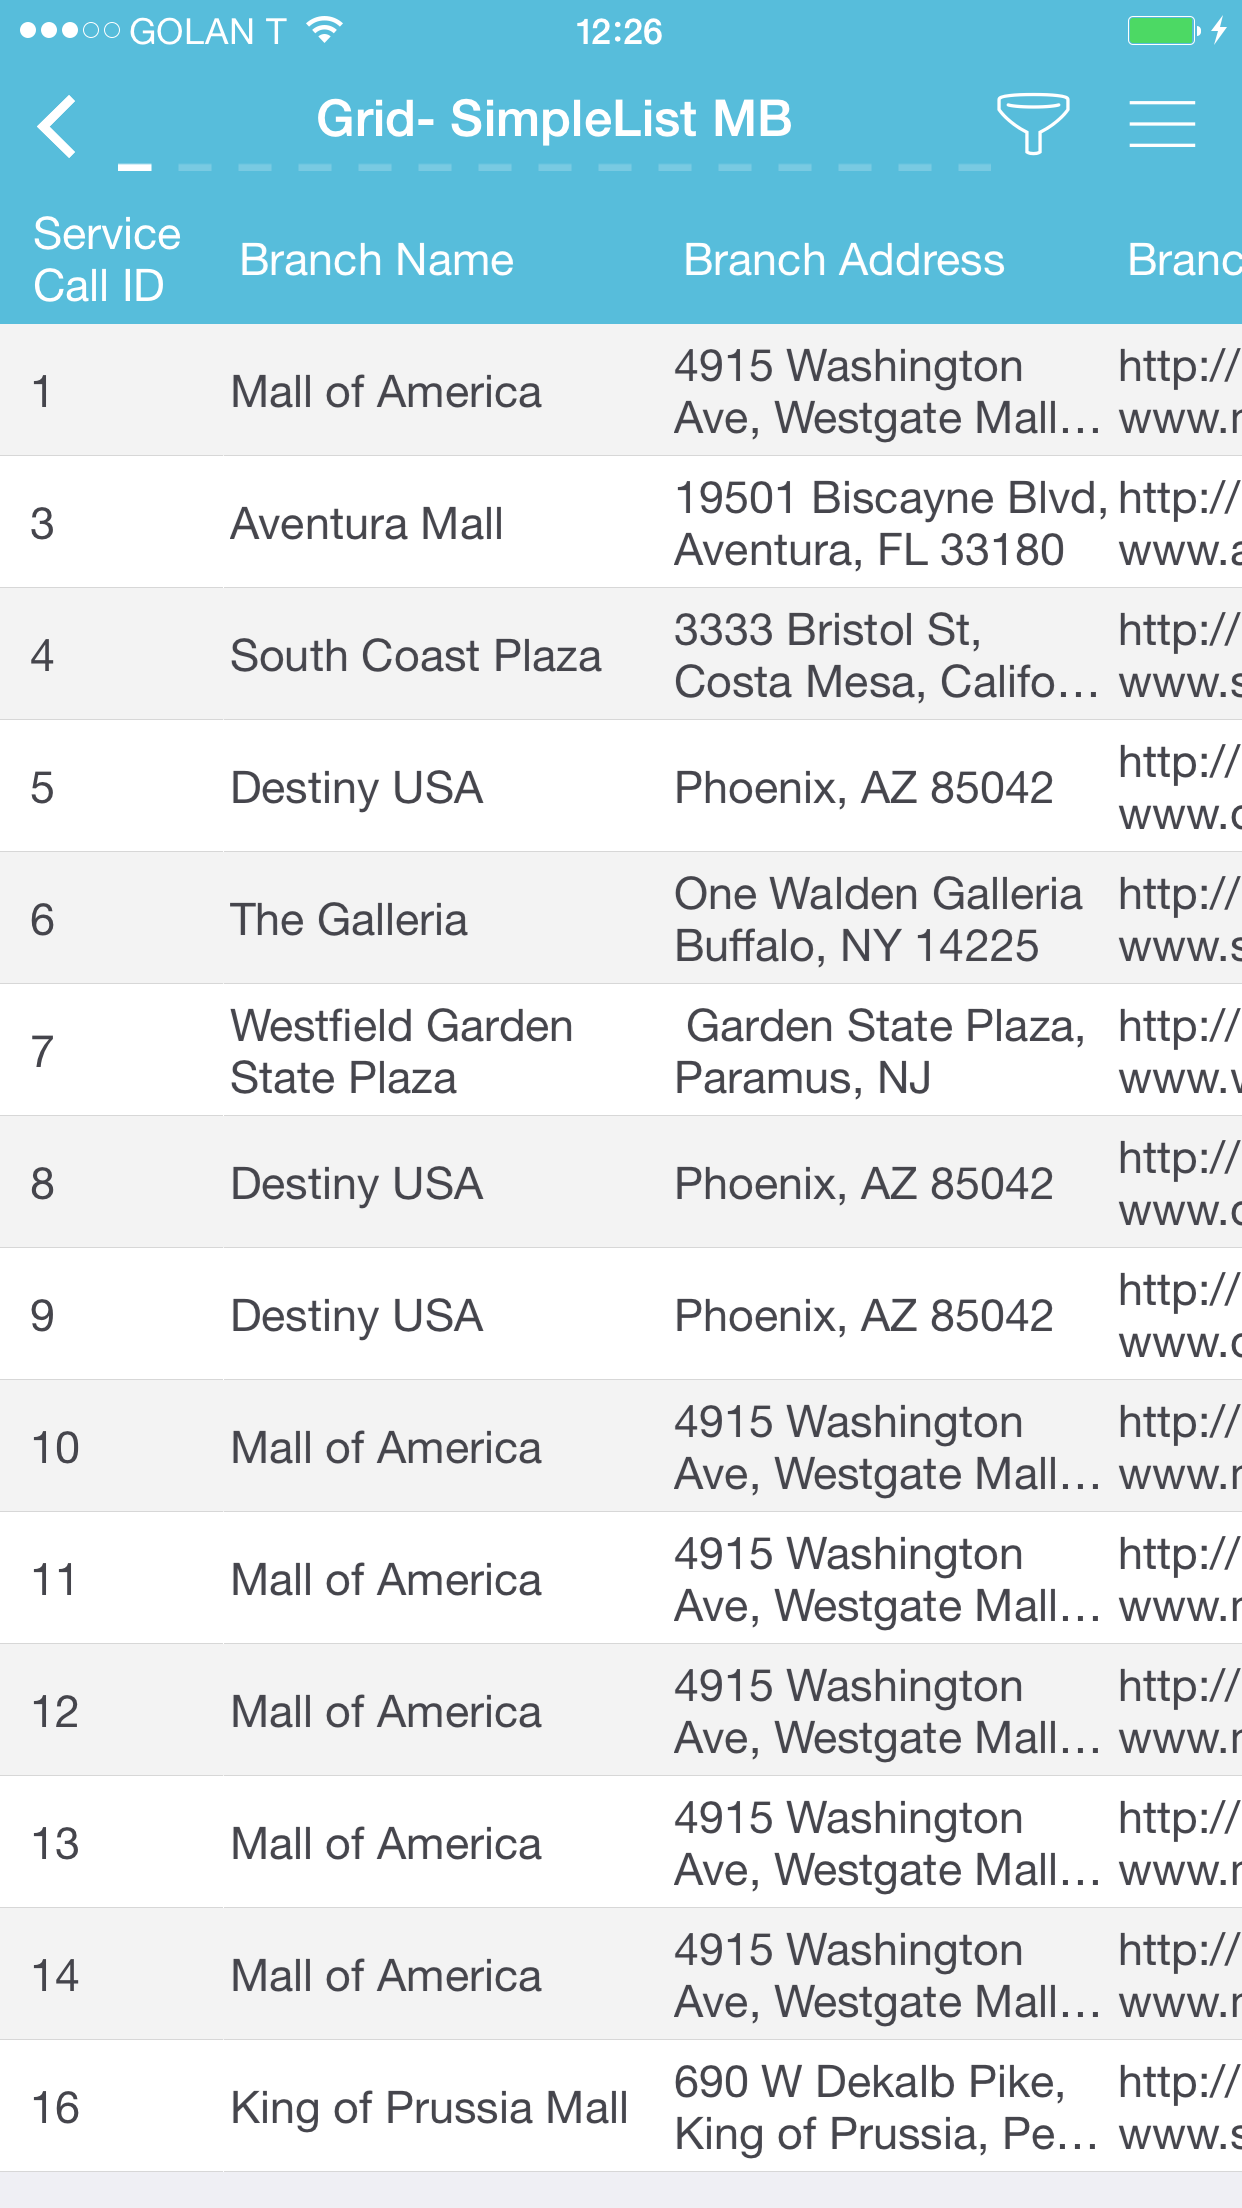 GOLAN T 12:26
Grid- SimpleList MB
Service
Call ID
Branch Name
Branch Address
Branc
1
Mall of America
4915 Washington
Ave, Westgate Mall...
http://
www.
3
Aventura Mall
19501 Biscayne Blvd,
Aventura, FL 33180
http://
www.a
4
South Coast Plaza
3333 Bristol St,
Costa Mesa, Califo...
http://
www.s
5
Destiny USA
Phoenix, AZ 85042
http://
www.
6
The Galleria
One Walden Galleria
Buffalo, NY 14225
http://
www.s
7
Westfield Garden
State Plaza
Garden State Plaza,
Paramus, NJ
http://
www.
8
Destiny USA
Phoenix, AZ 85042
http://
www.
9
Destiny USA
Phoenix, AZ 85042
http://
www.
10
Mall of America
4915 Washington
Ave, Westgate Mall...
http://
www.
11
Mall of America
4915 Washington
Ave, Westgate Mall...
http://
www.
12
Mall of America
4915 Washington
Ave, Westgate Mall...
http://
www.
13
Mall of America
4915 Washington
Ave, Westgate Mall...
http://
www.
14
Mall of America
4915 Washington
Ave, Westgate Mall...
http://
www.
16
King of Prussia Mall
690 W Dekalb Pike,
King of Prussia, Pe...
http://
www.s